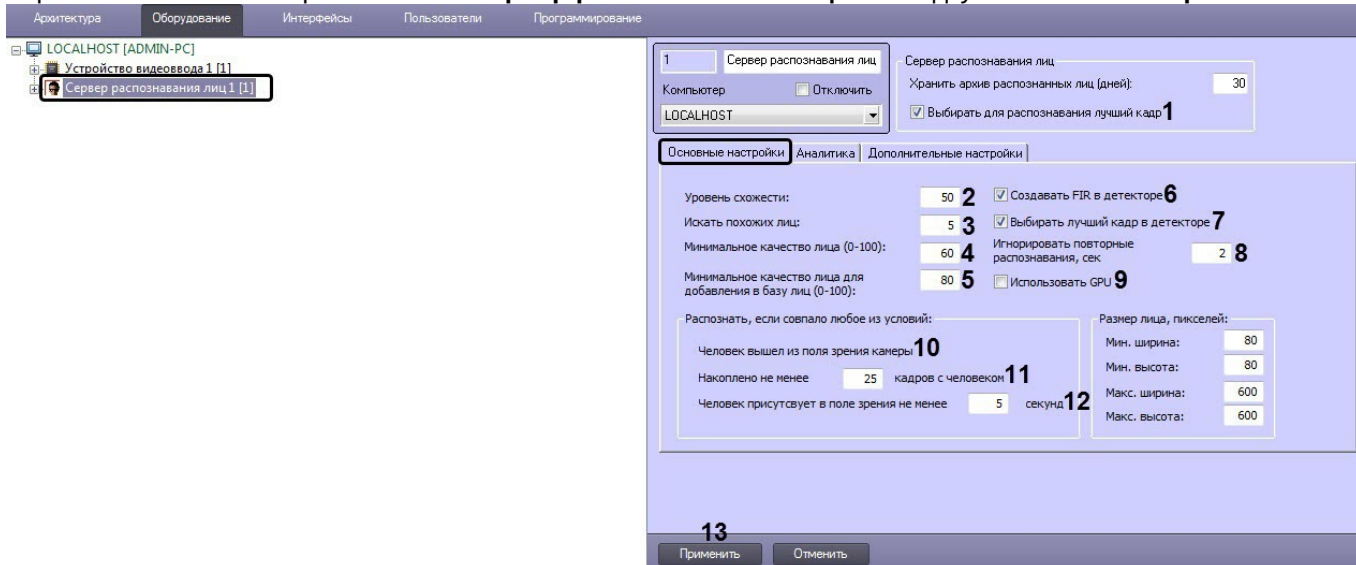 Архитектура Оборудование Интерфейсы Пользователи Программирование
LOCALHOST [ADMIN-PC]
Устройство видеоввода 1 [1]
Сервер распознавания лиц 1 [1]
1 Сервер распознавания лиц
Компьютер Отключить
LOCALHOST
Сервер распознавания лиц
Хранить архив распознанных лиц (дней): 30
Выбирать для распознавания лучший кадр 1
Основные настройки Аналитика Дополнительные настройки
Уровень схожести: 50 2
Искать похожих лиц: 5 3
Минимальное качество лица (0-100): 60 4
Минимальное качество лица для
добавления в базу лиц (0-100): 80 5
Создавать FIR в детекторе 6
Выбирать лучший кадр в детекторе 7
Игнорировать повторные
распознавания, сек 2 8
Использовать GPU 9
Распознать, если совпало любое из условий:
Человек вышел из поля зрения камеры 10
Накоплено не менее 25 кадров с человеком 11
Человек присутсвует в поле зрения не менее 5 секунд 12
Размер лица, пикселей:
Мин. ширина: 80
Мин. высота: 80
Макс. ширина: 600
Макс. высота: 600
13
Применить Отменить